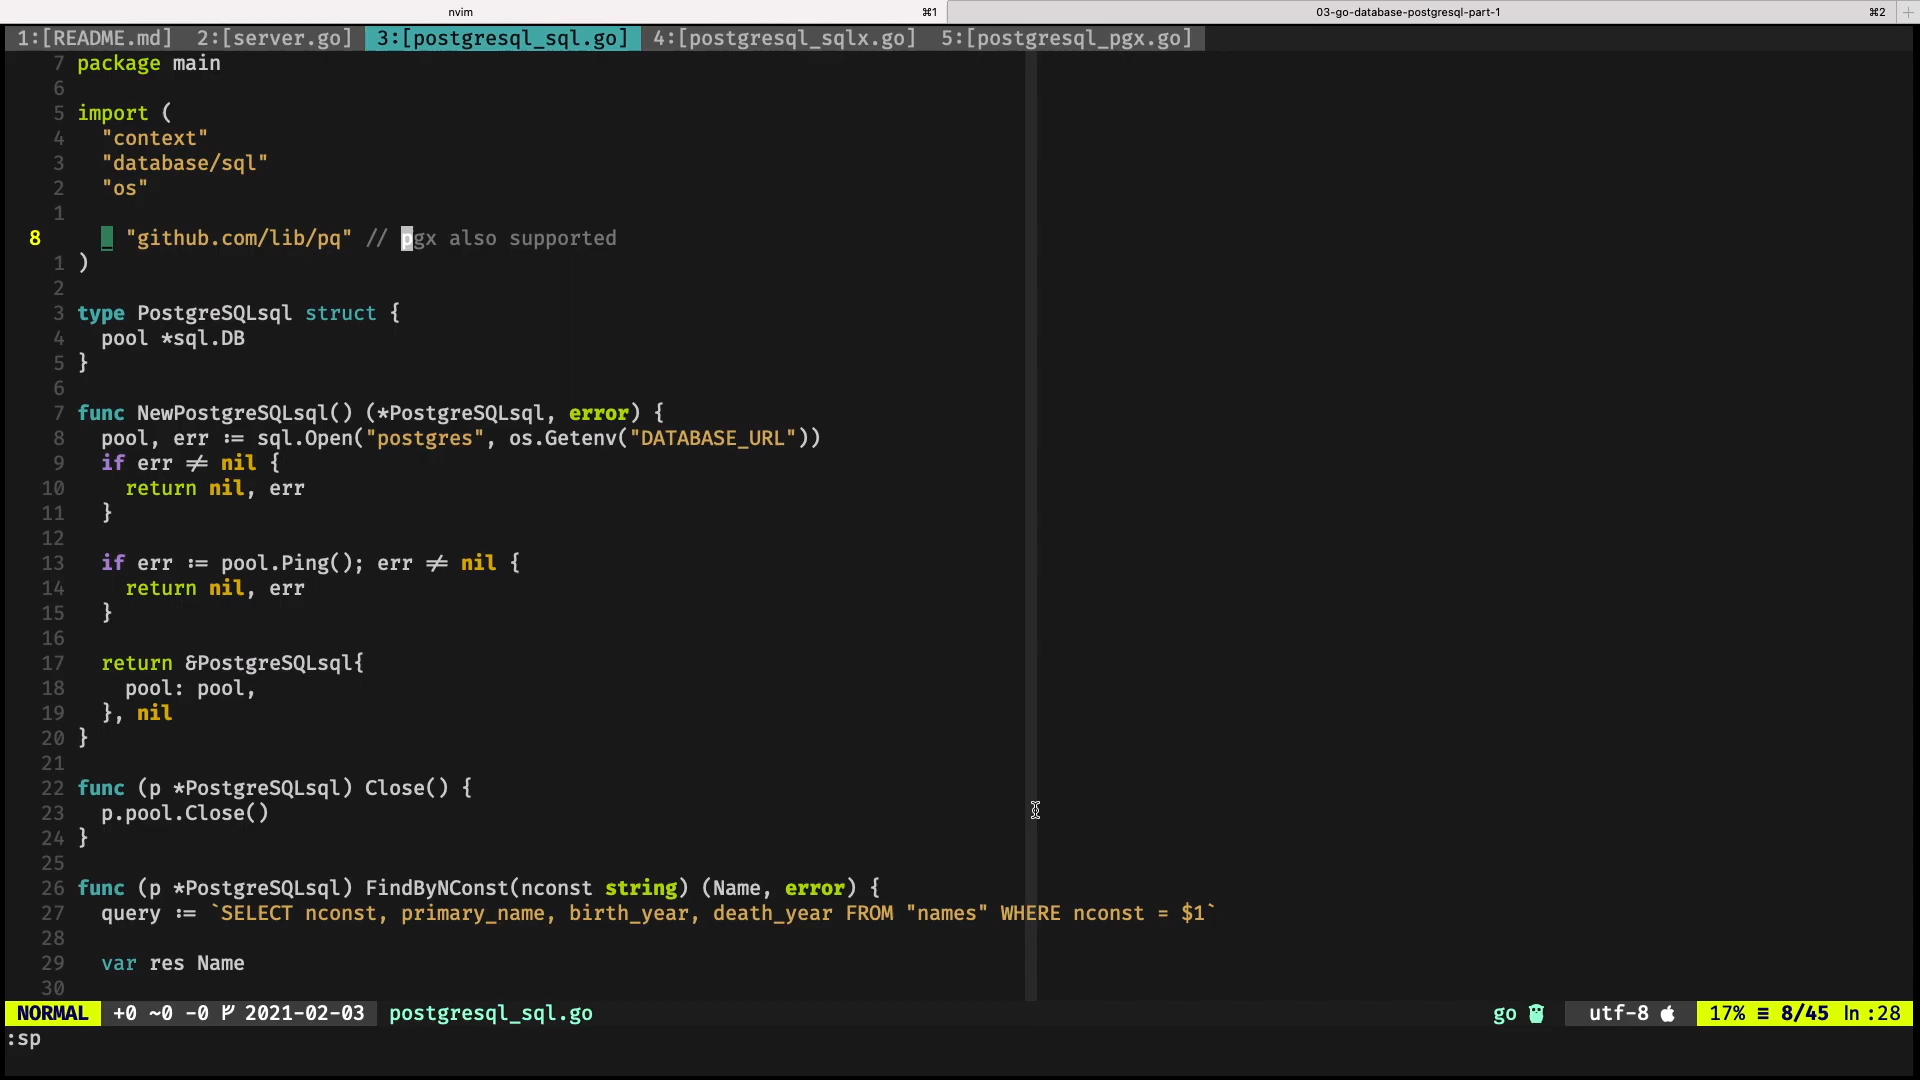 nvim ⌘1 03-go-database-postgresql-part-1 ⌘2 +
1:[README.md] 2:[server.go] 3:[postgresql_sql.go] 4:[postgresql_sqlx.go] 5:[postgresql_pgx.go]
7 package main
6
5 import (
4 "context"
3 "database/sql"
2 "os"
1
8 _ "github.com/lib/pq" // pgx also supported
1 )
2
3 type PostgreSQLsql struct {
4 pool *sql.DB
5 }
6
7 func NewPostgreSQLsql() (*PostgreSQLsql, error) {
8 pool, err := sql.Open("postgres", os.Getenv("DATABASE_URL"))
9 if err != nil {
10 return nil, err
11 }
12
13 if err := pool.Ping(); err != nil {
14 return nil, err
15 }
16
17 return &PostgreSQLsql{
18 pool: pool,
19 }, nil
20 }
21
22 func (p *PostgreSQLsql) Close() {
23 p.pool.Close()
24 }
25
26 func (p *PostgreSQLsql) FindByNConst(nconst string) (Name, error) {
27 query := `SELECT nconst, primary_name, birth_year, death_year FROM "names" WHERE nconst = $1`
28
29 var res Name
30
NORMAL +0 ~0 -0 2021-02-03 postgresql_sql.go go utf-8 17% ≡ 8/45 ln :28
:sp